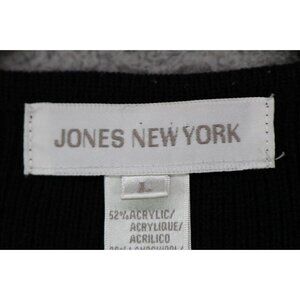 JONES NEW YORK
L
52% ACRYLIC/
ACRYLIQUE/
ACRILICO